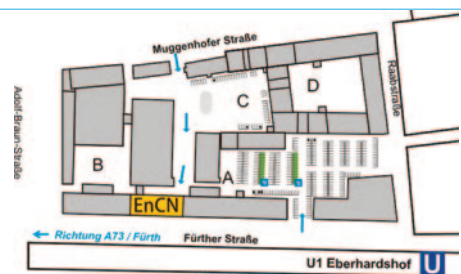 Muggenhofer Straße
Adolf-Braun-Straße
Raabstraße
D
C
B
A
EnCN
Richtung A73 / Fürth
Fürther Straße
U1 Eberhardshof
U